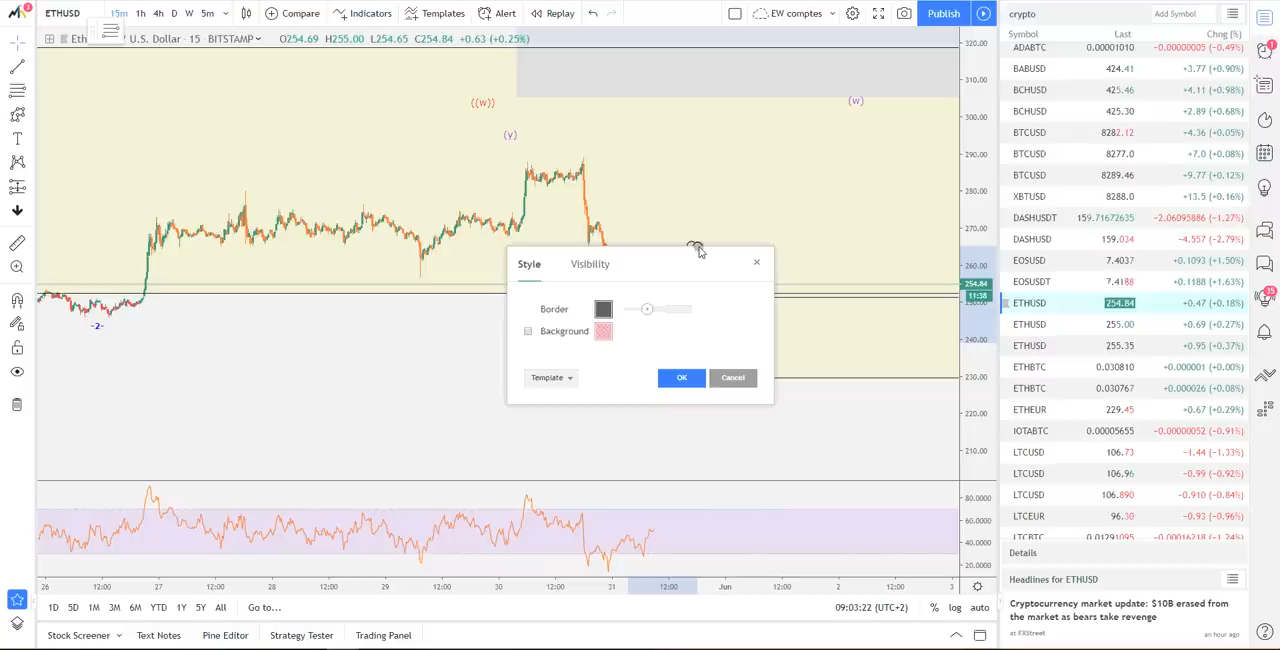 3
ETHUSD 15m 1h 4h D W 5m Compare Indicators Templates Alert Replay EW comptes Publish
U.S. Dollar · 15 · BITSTAMP O254.69 H255.00 L254.65 C254.84 +0.63 (+0.25%)
320.00
310.00
300.00
290.00
280.00
270.00
260.00
254.84
11:38
250.00
240.00
230.00
220.00
210.00
80.0000
60.0000
40.0000
20.0000
((w))
(y)
(w)
-2-
Style Visibility
Border
Background
Template OK Cancel
26 12:00 27 12:00 28 12:00 29 12:00 30 12:00 31 12:00 Jun 12:00 2 12:00 3
1D 5D 1M 3M 6M YTD 1Y 5Y All Go to... 09:03:22 (UTC+2) % log auto
Stock Screener Text Notes Pine Editor Strategy Tester Trading Panel
crypto Add Symbol
Symbol Last Chng (%)
ADABTC 0.00001010 −0.00000005 (−0.49%)
BABUSD 424.41 +3.77 (+0.90%)
BCHUSD 425.46 +4.11 (+0.98%)
BCHUSD 425.30 +2.89 (+0.68%)
BTCUSD 8282.12 +4.36 (+0.05%)
BTCUSD 8277.0 +7.0 (+0.08%)
BTCUSD 8289.46 +9.77 (+0.12%)
XBTUSD 8288.0 +13.5 (+0.16%)
DASHUSDT 159.71672635 −2.06095886 (−1.27%)
DASHUSD 159.034 −4.557 (−2.79%)
EOSUSD 7.4037 +0.1093 (+1.50%)
EOSUSDT 7.4188 +0.1188 (+1.63%)
ETHUSD 254.84 +0.47 (+0.18%)
ETHUSD 255.00 +0.69 (+0.27%)
ETHUSD 255.35 +0.95 (+0.37%)
ETHBTC 0.030810 +0.000001 (+0.00%)
ETHBTC 0.030767 +0.000026 (+0.08%)
ETHEUR 229.45 +0.67 (+0.29%)
IOTABTC 0.00005655 −0.00000052 (−0.91%)
LTCUSD 106.73 −1.44 (−1.33%)
LTCUSD 106.96 −0.99 (−0.92%)
LTCUSD 106.890 −0.910 (−0.84%)
LTCEUR 96.30 −0.93 (−0.96%)
LTCBTC 0.01291095 −0.00016218 (−1.24%)
Details
Headlines for ETHUSD
Cryptocurrency market update: $10B erased from
the market as bears take revenge
at FXStreet an hour ago
1
35